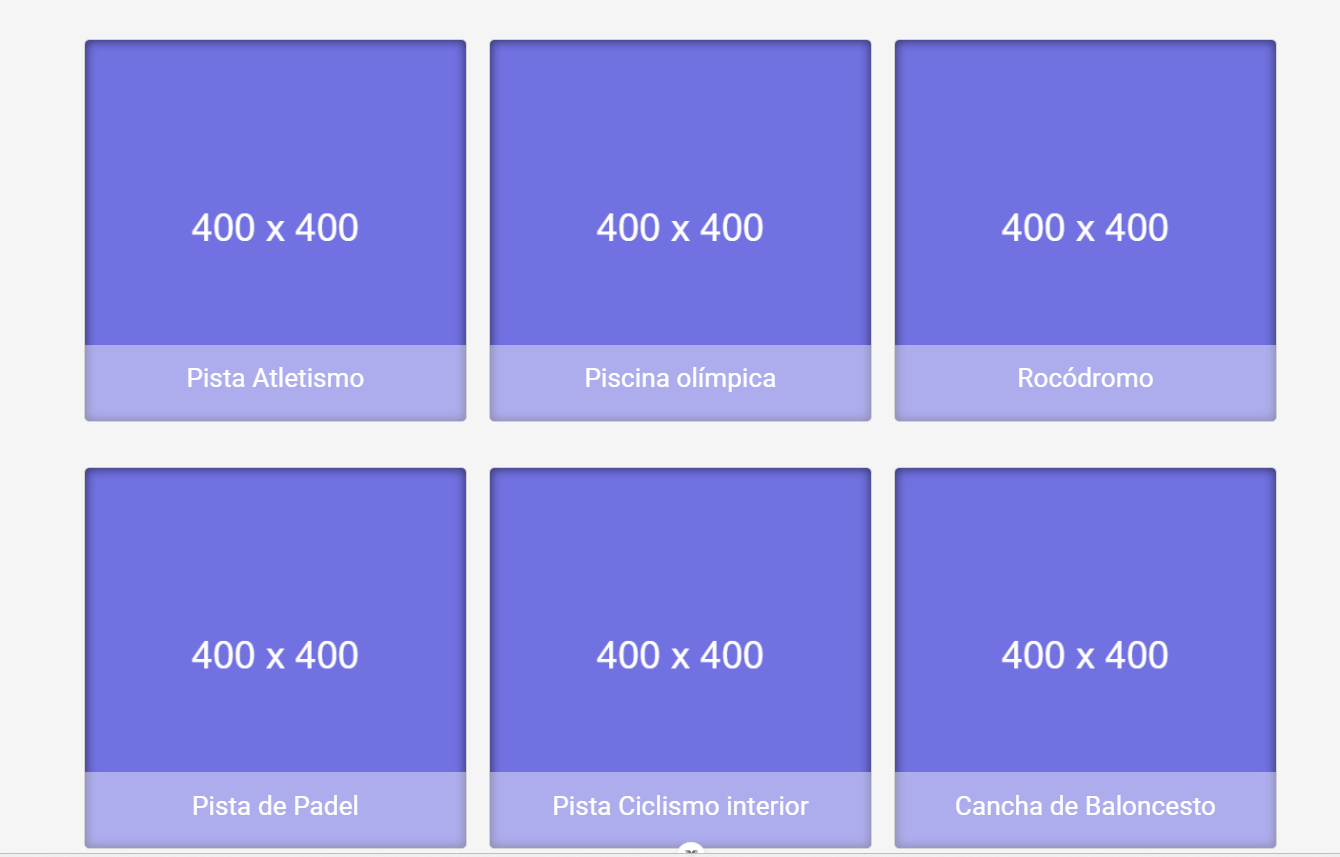 400 x 400
400 x 400
400 x 400
Pista Atletismo
Piscina olímpica
Rocódromo
400 x 400
400 x 400
400 x 400
Pista de Padel
Pista Ciclismo interior
Cancha de Baloncesto